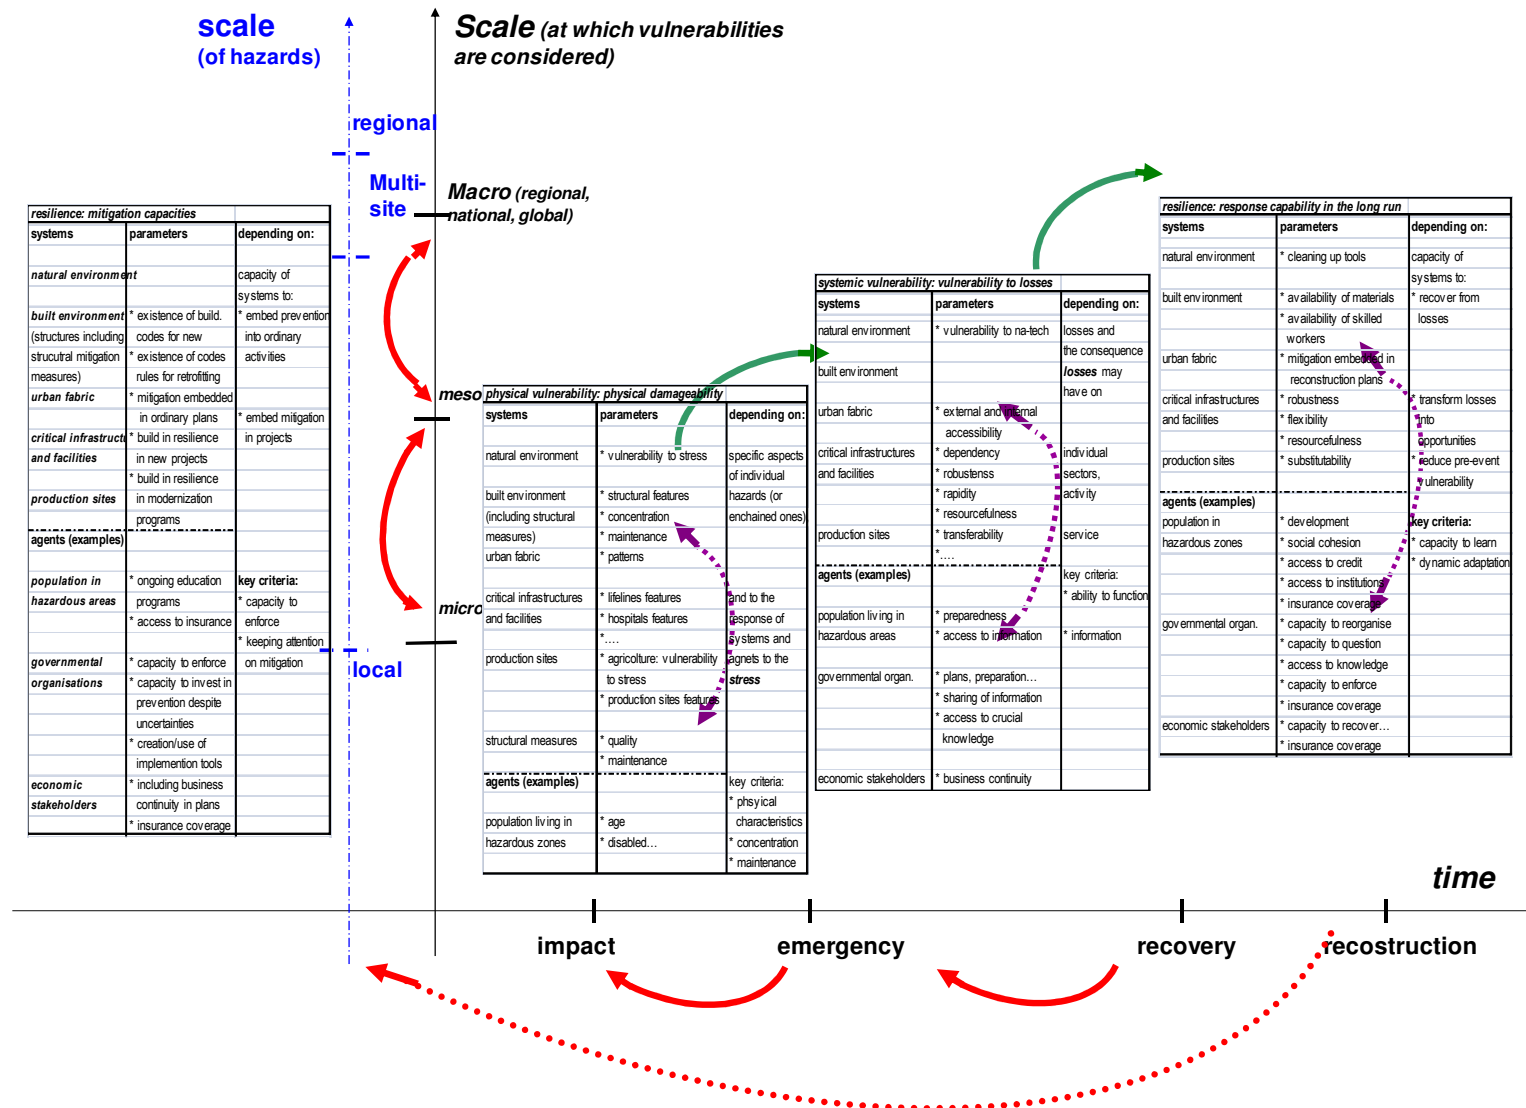 scale
(of hazards)
Scale (at which vulnerabilities
are considered)
regional
Multi-
site
Macro (regional,
national, global)
meso
micro
local
resilience: mitigation capacities
systems parameters depending on:
natural environment capacity of
systems to:
built environment * existence of build. * embed prevention
(structures including codes for new into ordinary
strucutral mitigation * existence of codes activities
measures) rules for retrofitting
urban fabric * mitigation embedded
in ordinary plans * embed mitigation
critical infrastructu * build in resilience in projects
and facilities in new projects
* build in resilience
production sites in modernization
programs
agents (examples)
population in * ongoing education key criteria:
hazardous areas programs * capacity to
* access to insurance enforce
* keeping attention
governmental * capacity to enforce on mitigation
organisations * capacity to invest in
prevention despite
uncertainties
* creation/use of
implemention tools
economic * including business
stakeholders continuity in plans
* insurance coverage
physical vulnerability: physical damageability
systems parameters depending on:
natural environment * vulnerability to stress specific aspects
of individual
built environment * structural features hazards (or
(including structural * concentration enchained ones)
measures) * maintenance
urban fabric * patterns
critical infrastructures * lifelines features and to the
and facilities * hospitals features response of
*.... systems and
production sites * agriculture: vulnerability agnets to the
to stress stress
* production sites features
structural measures * quality
* maintenance
agents (examples) key criteria:
* phsyical
population living in * age characteristics
hazardous zones * disabled... * concentration
* maintenance
systemic vulnerability: vulnerability to losses
systems parameters depending on:
natural environment * vulnerability to na-tech losses and
the consequence
built environment losses may
have on
urban fabric * external and internal
accessibility
critical infrastructures * dependency individual
and facilities * robustenss sectors,
* rapidity activity
* resourcefulness
production sites * transferability service
*....
agents (examples) key criteria:
* ability to function
population living in * preparedness
hazardous areas * access to information * information
governmental organ. * plans, preparation...
* sharing of information
* access to crucial
knowledge
economic stakeholders * business continuity
resilience: response capability in the long run
systems parameters depending on:
natural environment * cleaning up tools capacity of
systems to:
built environment * availability of materials * recover from
* availability of skilled losses
workers
urban fabric * mitigation embedded in
reconstruction plans
critical infrastructures * robustness * transform losses
and facilities * flexibility into
* resourcefulness opportunities
production sites * substitutability * reduce pre-event
vulnerability
agents (examples)
population in * development key criteria:
hazardous zones * social cohesion * capacity to learn
* access to credit * dynamic adaptation
* access to institutions
* insurance coverage
governmental organ. * capacity to reorganise
* capacity to question
* access to knowledge
* capacity to enforce
* insurance coverage
economic stakeholders * capacity to recover...
* insurance coverage
time
impact emergency recovery recostruction